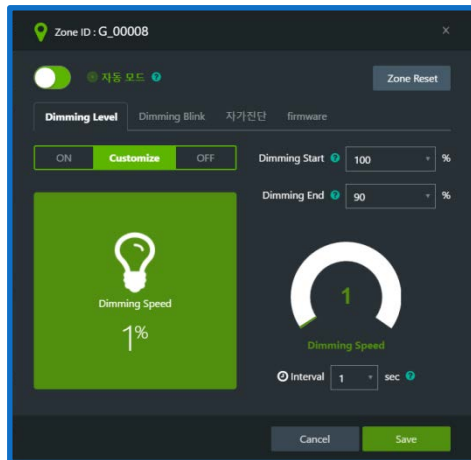 Zone ID : G_00008
자동 모드
Zone Reset
Dimming Level Dimming Blink 자가진단 firmware
ON Customize OFF
Dimming Start 100 %
Dimming End 90 %
Dimming Speed
1%
1
Dimming Speed
Interval 1 sec
Cancel Save